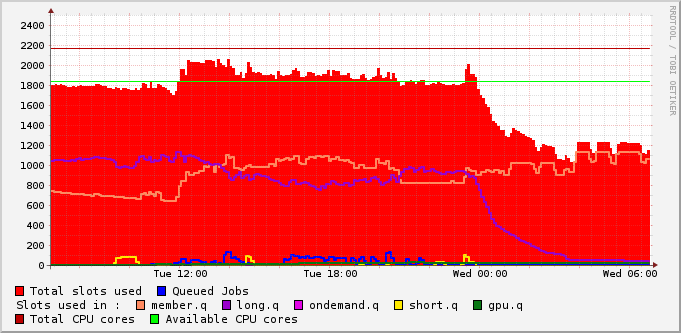 RRDTOOL / TOBI OETIKER
2400
2200
2000
1800
1600
1400
1200
1000
800
600
400
200
0
Tue 12:00 Tue 18:00 Wed 00:00 Wed 06:00
Total slots used Queued Jobs
Slots used in : member.q long.q ondemand.q short.q gpu.q
Total CPU cores Available CPU cores